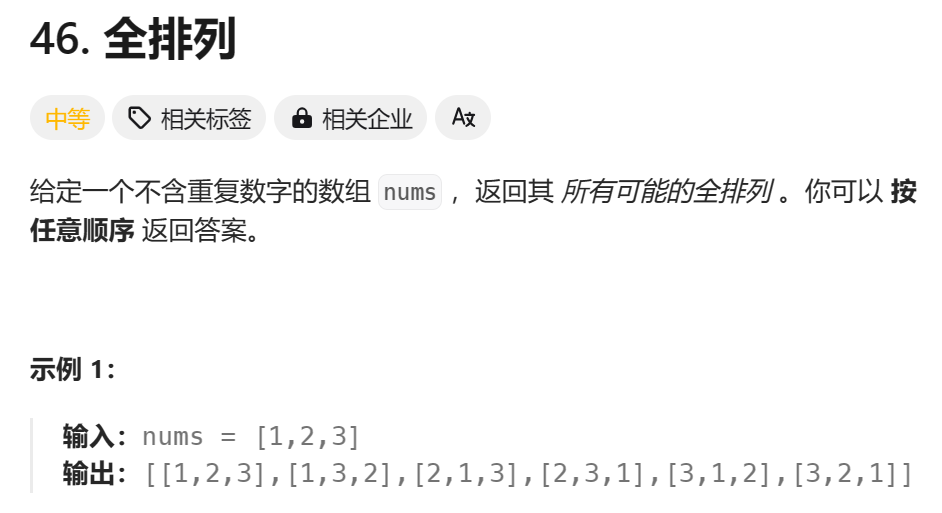 46. 全排列
中等 相关标签 相关企业 A文
给定一个不含重复数字的数组 nums ，返回其 所有可能的全排列 。你可以 按
任意顺序 返回答案。
示例 1：
输入：nums = [1,2,3]
输出：[[1,2,3],[1,3,2],[2,1,3],[2,3,1],[3,1,2],[3,2,1]]